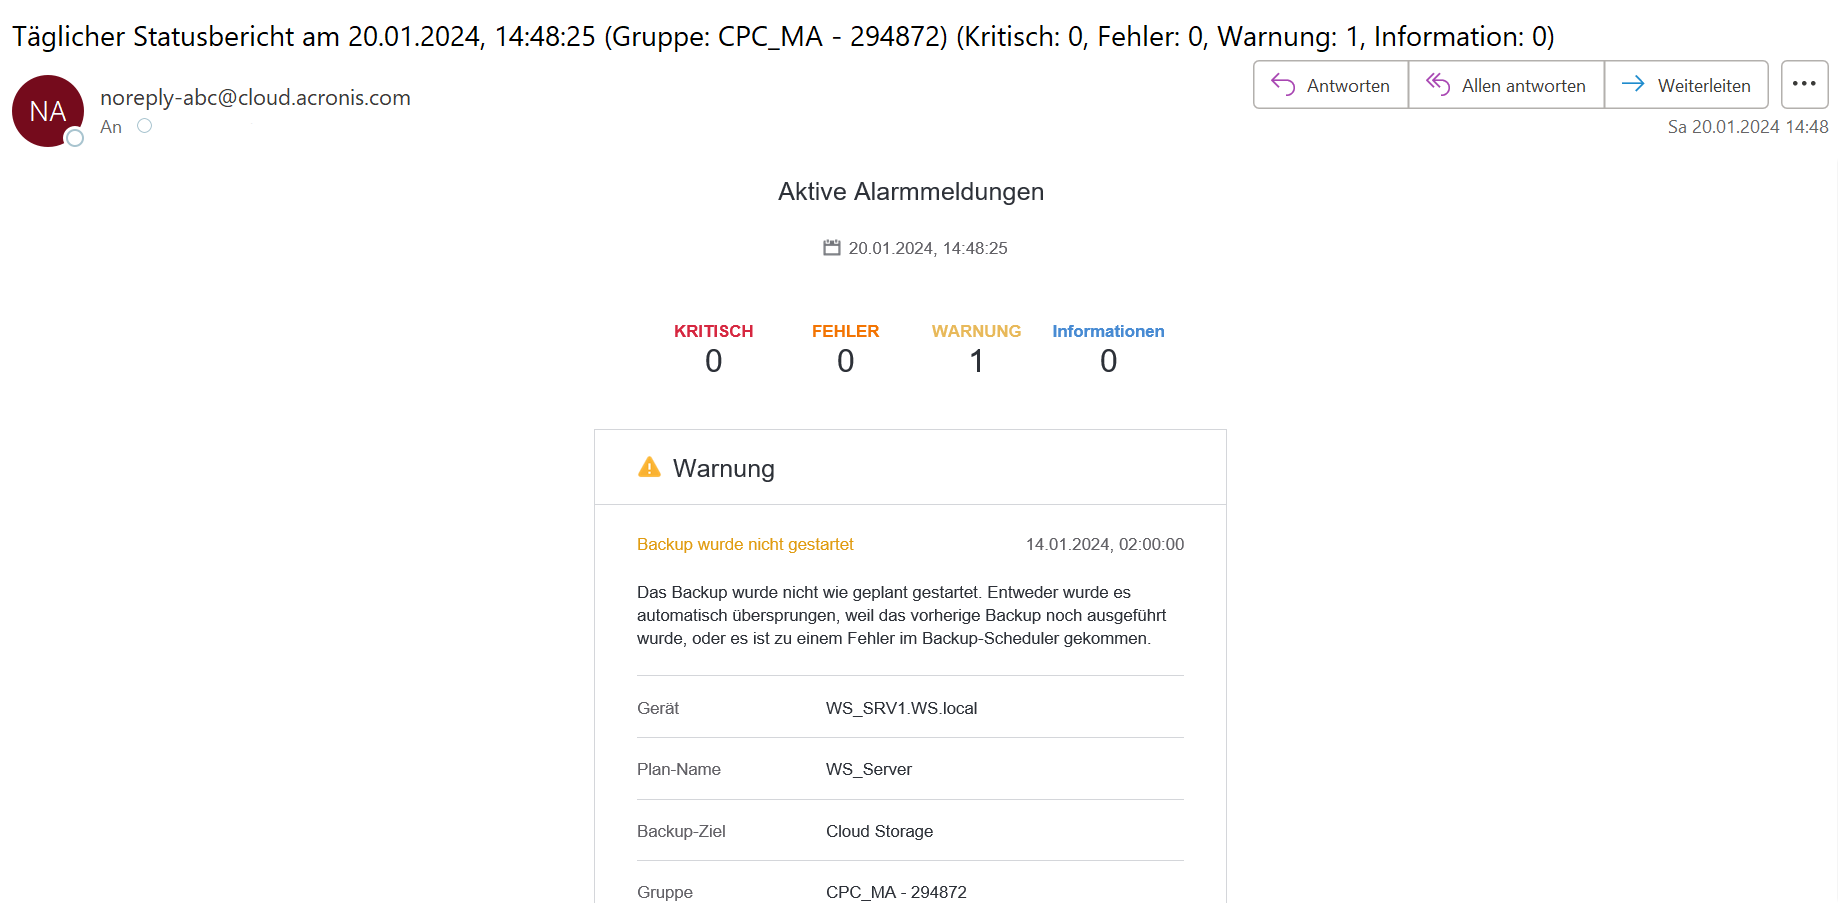 Täglicher Statusbericht am 20.01.2024, 14:48:25 (Gruppe: CPC_MA - 294872) (Kritisch: 0, Fehler: 0, Warnung: 1, Information: 0)
NA
noreply-abc@cloud.acronis.com
An
Antworten
Allen antworten
Weiterleiten
Sa 20.01.2024 14:48
Aktive Alarmmeldungen
20.01.2024, 14:48:25
KRITISCH FEHLER WARNUNG Informationen
0 0 1 0
Warnung
Backup wurde nicht gestartet 14.01.2024, 02:00:00
Das Backup wurde nicht wie geplant gestartet. Entweder wurde es
automatisch übersprungen, weil das vorherige Backup noch ausgeführt
wurde, oder es ist zu einem Fehler im Backup-Scheduler gekommen.
Gerät WS_SRV1.WS.local
Plan-Name WS_Server
Backup-Ziel Cloud Storage
Gruppe CPC_MA - 294872